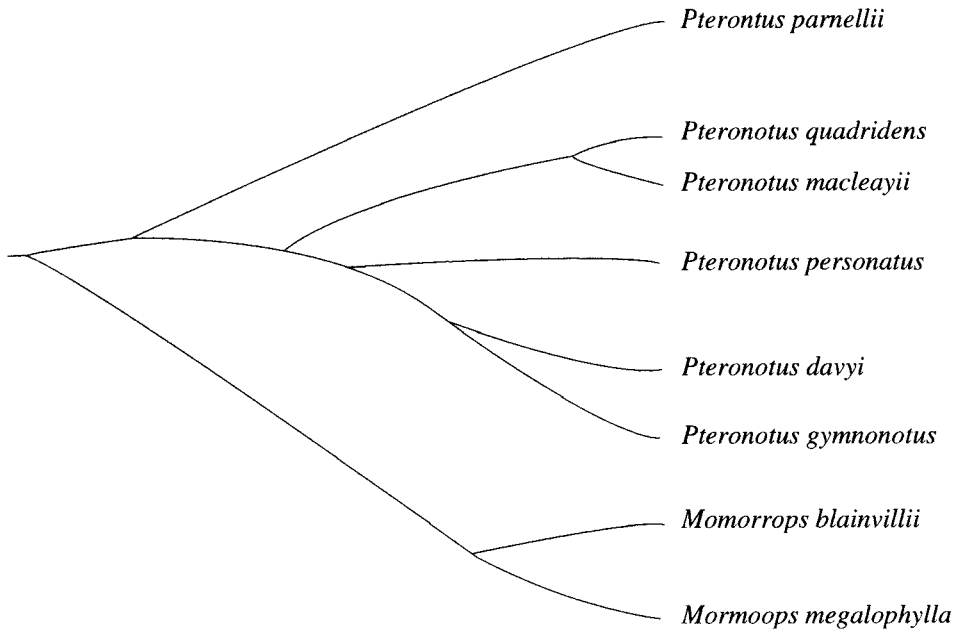 Pterontus parnellii
Pteronotus quadridens
Pteronotus macleayii
Pteronotus personatus
Pteronotus davyi
Pteronotus gymnonotus
Momorrops blainvillii
Mormoops megalophylla